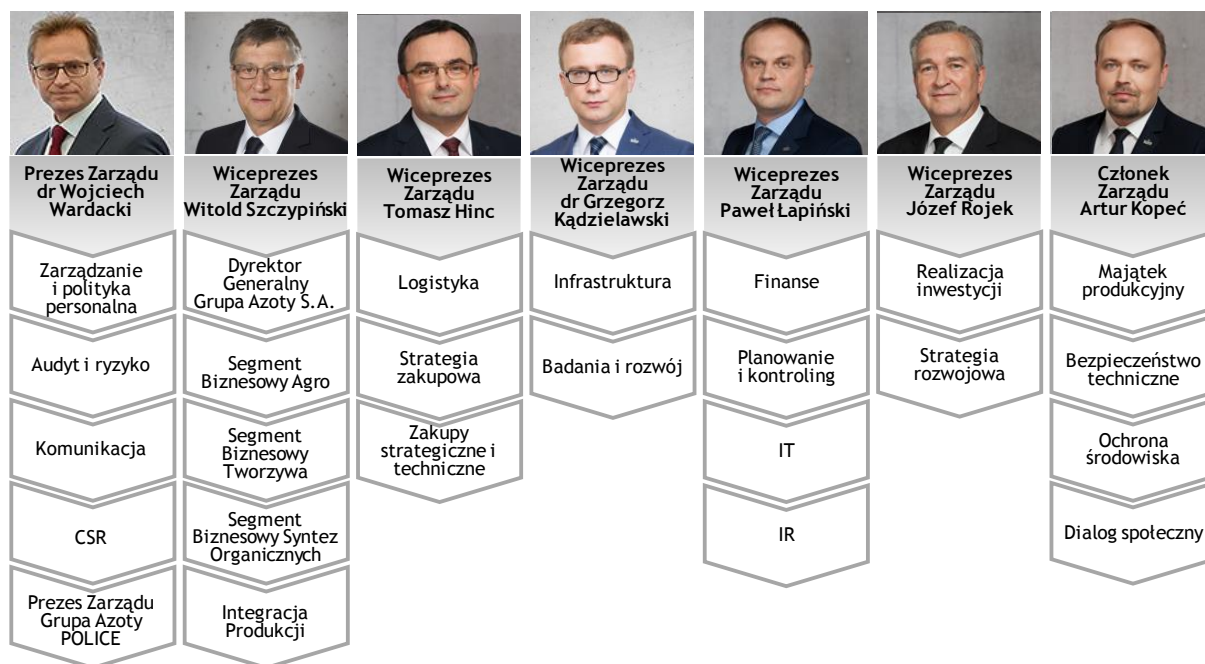 Prezes Zarządu
dr Wojciech
Wardacki
Zarządzanie
i polityka
personalna
Audyt i ryzyko
Komunikacja
CSR
Prezes Zarządu
Grupa Azoty
POLICE
Wiceprezes
Zarządu
Witold Szczypiński
Dyrektor
Generalny
Grupa Azoty S.A.
Segment
Biznesowy Agro
Segment
Biznesowy
Tworzywa
Segment
Biznesowy Syntez
Organicznych
Integracja
Produkcji
Wiceprezes
Zarządu
Tomasz Hinc
Logistyka
Strategia
zakupowa
Zakupy
strategiczne i
techniczne
Wiceprezes
Zarządu
dr Grzegorz
Kądzielawski
Infrastruktura
Badania i rozwój
Wiceprezes
Zarządu
Paweł Łapiński
Finanse
Planowanie
i kontroling
IT
IR
Wiceprezes
Zarządu
Józef Rojek
Realizacja
inwestycji
Strategia
rozwojowa
Członek
Zarządu
Artur Kopeć
Majątek
produkcyjny
Bezpieczeństwo
techniczne
Ochrona
środowiska
Dialog społeczny